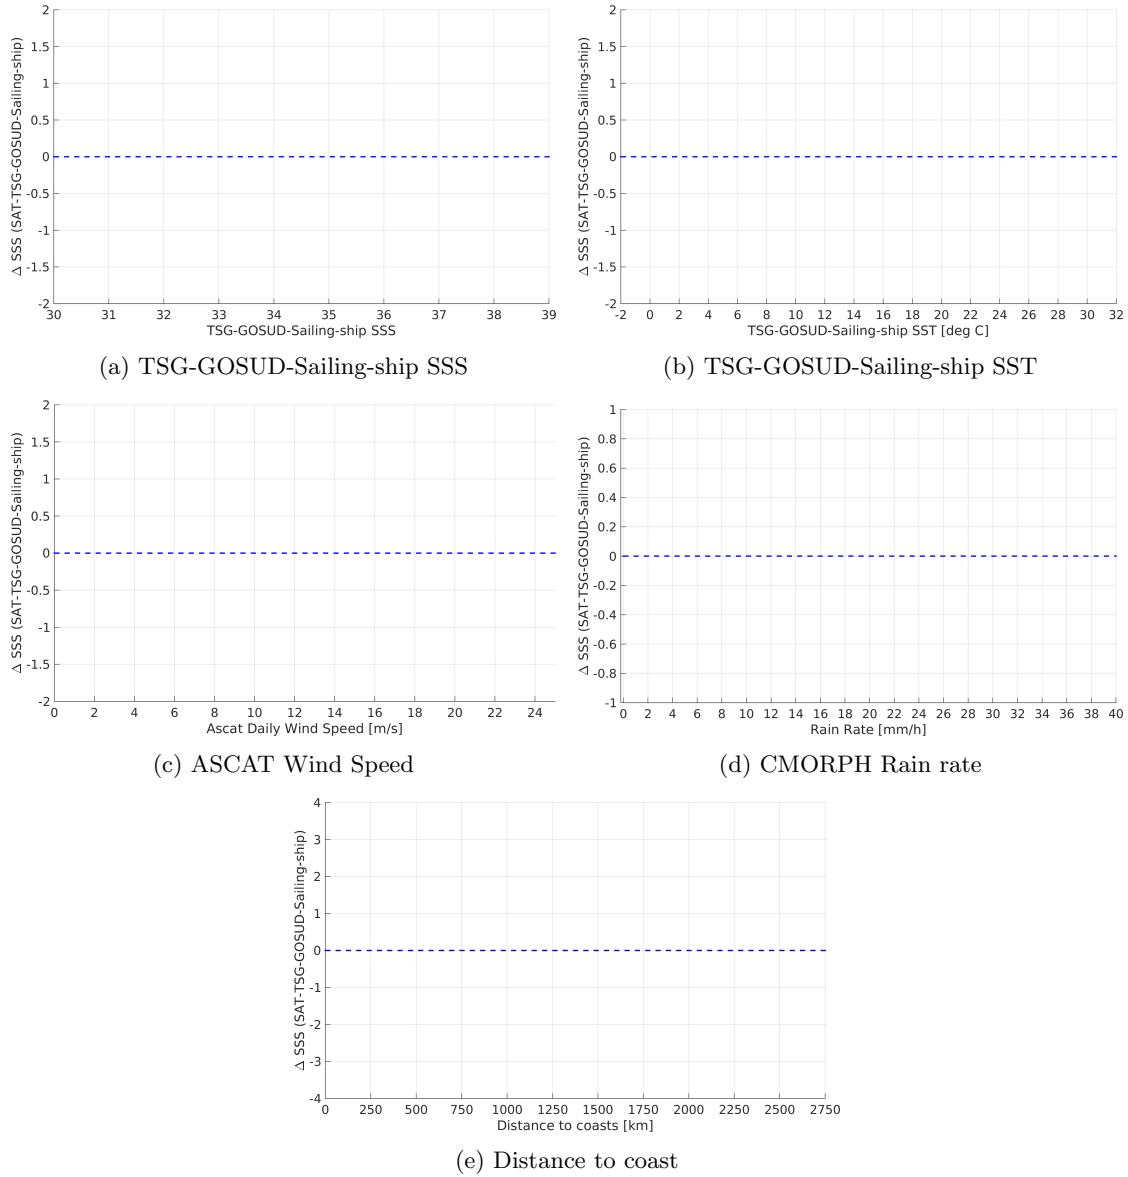 Δ SSS (SAT-TSG-GOSUD-Sailing-ship)
2
1.5
1
0.5
0
-0.5
-1
-1.5
-2
30 31 32 33 34 35 36 37 38 39
TSG-GOSUD-Sailing-ship SSS
(a) TSG-GOSUD-Sailing-ship SSS
Δ SSS (SAT-TSG-GOSUD-Sailing-ship)
2
1.5
1
0.5
0
-0.5
-1
-1.5
-2
-2 0 2 4 6 8 10 12 14 16 18 20 22 24 26 28 30 32
TSG-GOSUD-Sailing-ship SST [deg C]
(b) TSG-GOSUD-Sailing-ship SST
Δ SSS (SAT-TSG-GOSUD-Sailing-ship)
2
1.5
1
0.5
0
-0.5
-1
-1.5
-2
0 2 4 6 8 10 12 14 16 18 20 22 24
Ascat Daily Wind Speed [m/s]
(c) ASCAT Wind Speed
Δ SSS (SAT-TSG-GOSUD-Sailing-ship)
1
0.8
0.6
0.4
0.2
0
-0.2
-0.4
-0.6
-0.8
-1
0 2 4 6 8 10 12 14 16 18 20 22 24 26 28 30 32 34 36 38 40
Rain Rate [mm/h]
(d) CMORPH Rain rate
Δ SSS (SAT-TSG-GOSUD-Sailing-ship)
4
3
2
1
0
-1
-2
-3
-4
0 250 500 750 1000 1250 1500 1750 2000 2250 2500 2750
Distance to coasts [km]
(e) Distance to coast